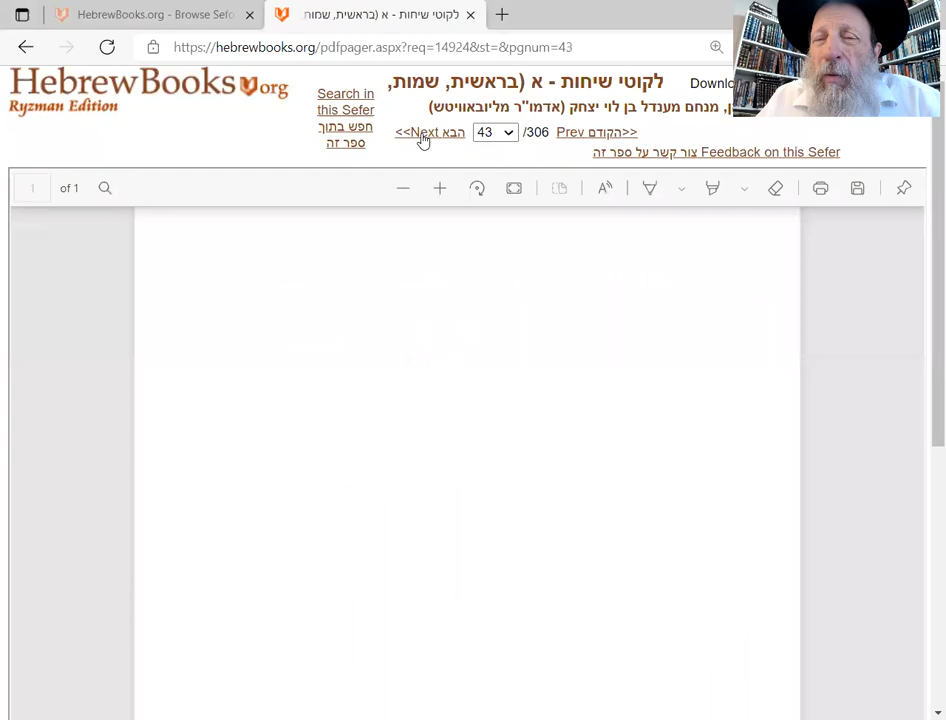 HebrewBooks.org - Browse Sefo
לקוטי שיחות - א (בראשית, שמות,
https://hebrewbooks.org/pdfpager.aspx?req=14924&st=&pgnum=43
HebrewBooks.org
Ryzman Edition
Search in
this Sefer
חפש בתוך
ספר זה
לקוטי שיחות - א (בראשית, שמות,
ן, מנחם מענדל בן לוי יצחק (אדמו"ר מליובאוויטש)
<<Next הבא 43 /306 Prev הקודם>>
צור קשר על ספר זה Feedback on this Sefer
1 of 1